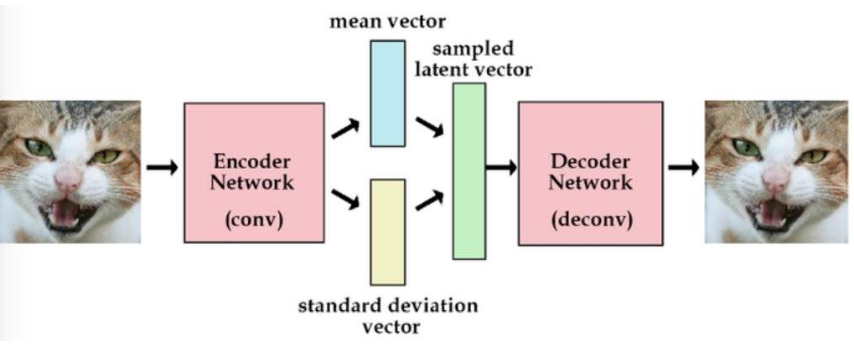 mean vector
sampled
latent vector
Encoder
Network
(conv)
Decoder
Network
(deconv)
standard deviation
vector